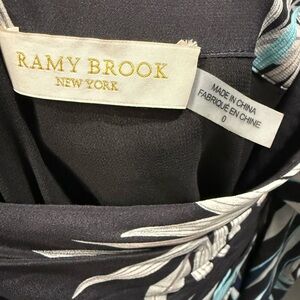 RAMY BROOK
NEW YORK
MADE IN CHINA
FABRIQUÉ EN CHINE
0